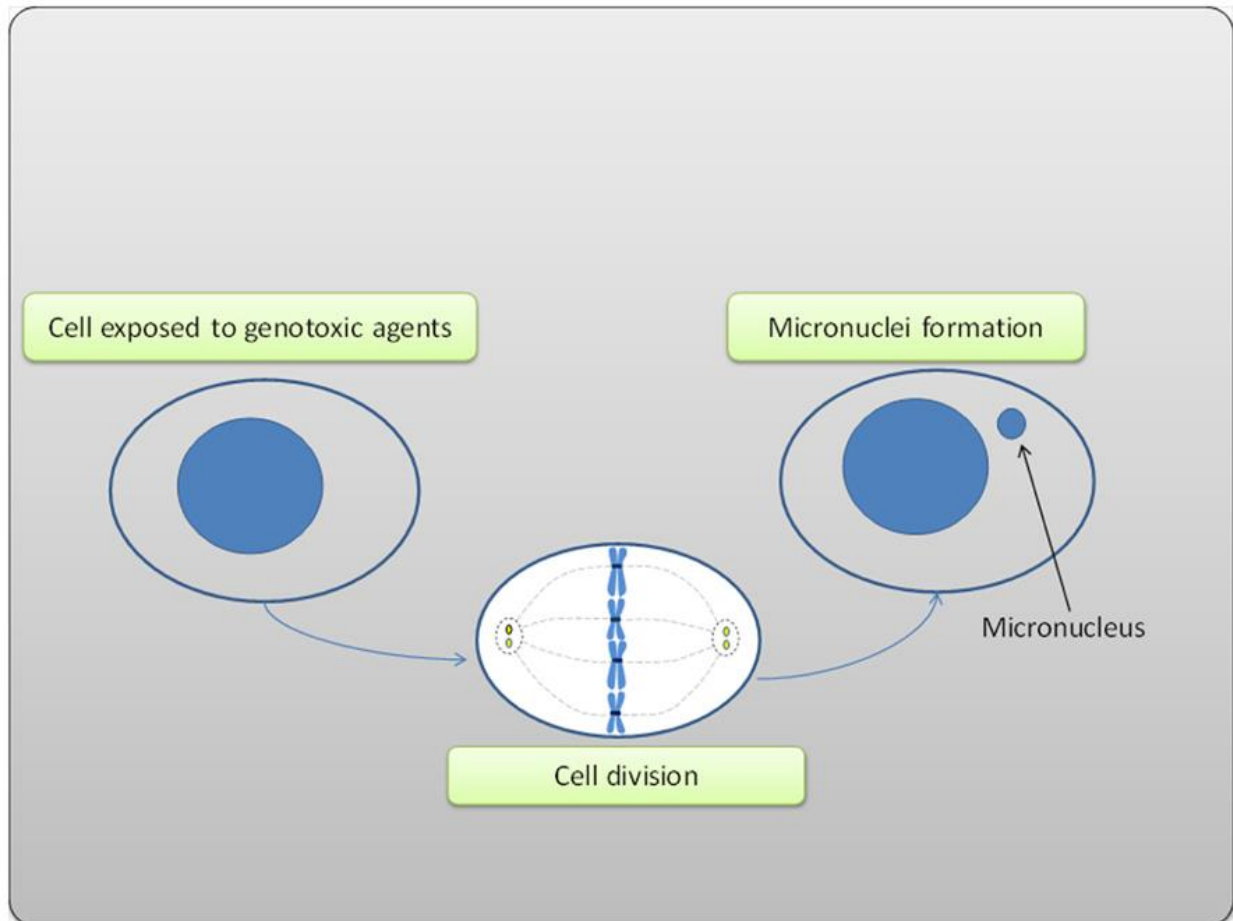 Cell exposed to genotoxic agents
Micronuclei formation
Micronucleus
Cell division